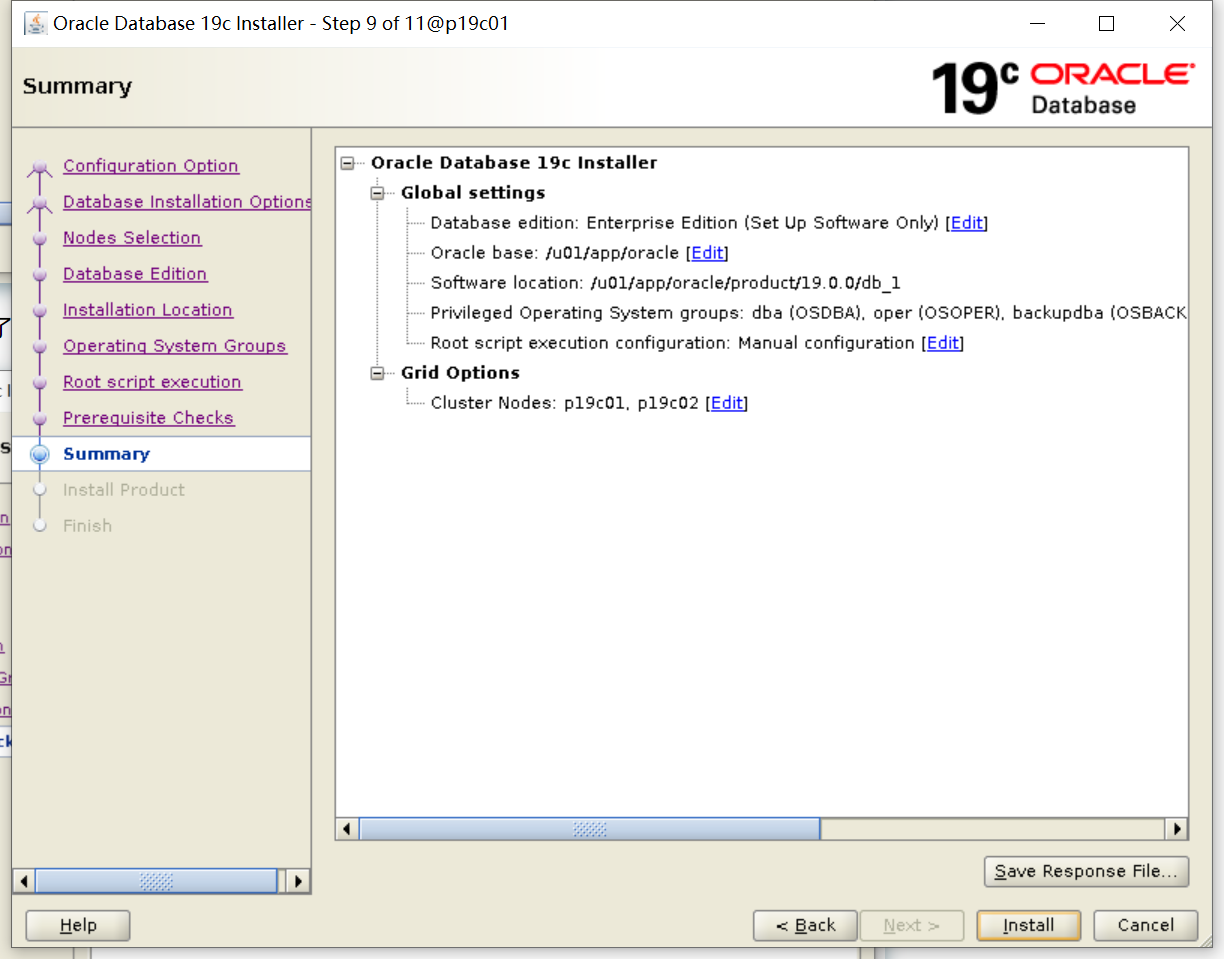 Oracle Database 19c Installer - Step 9 of 11@p19c01
Summary
19c ORACLE
Database
Configuration Option
Database Installation Options
Nodes Selection
Database Edition
Installation Location
Operating System Groups
Root script execution
Prerequisite Checks
Summary
Install Product
Finish
Oracle Database 19c Installer
Global settings
Database edition: Enterprise Edition (Set Up Software Only) [Edit]
Oracle base: /u01/app/oracle [Edit]
Software location: /u01/app/oracle/product/19.0.0/db_1
Privileged Operating System groups: dba (OSDBA), oper (OSOPER), backupdba (OSBACK
Root script execution configuration: Manual configuration [Edit]
Grid Options
Cluster Nodes: p19c01, p19c02 [Edit]
Save Response File...
Help
< Back
Next >
Install
Cancel